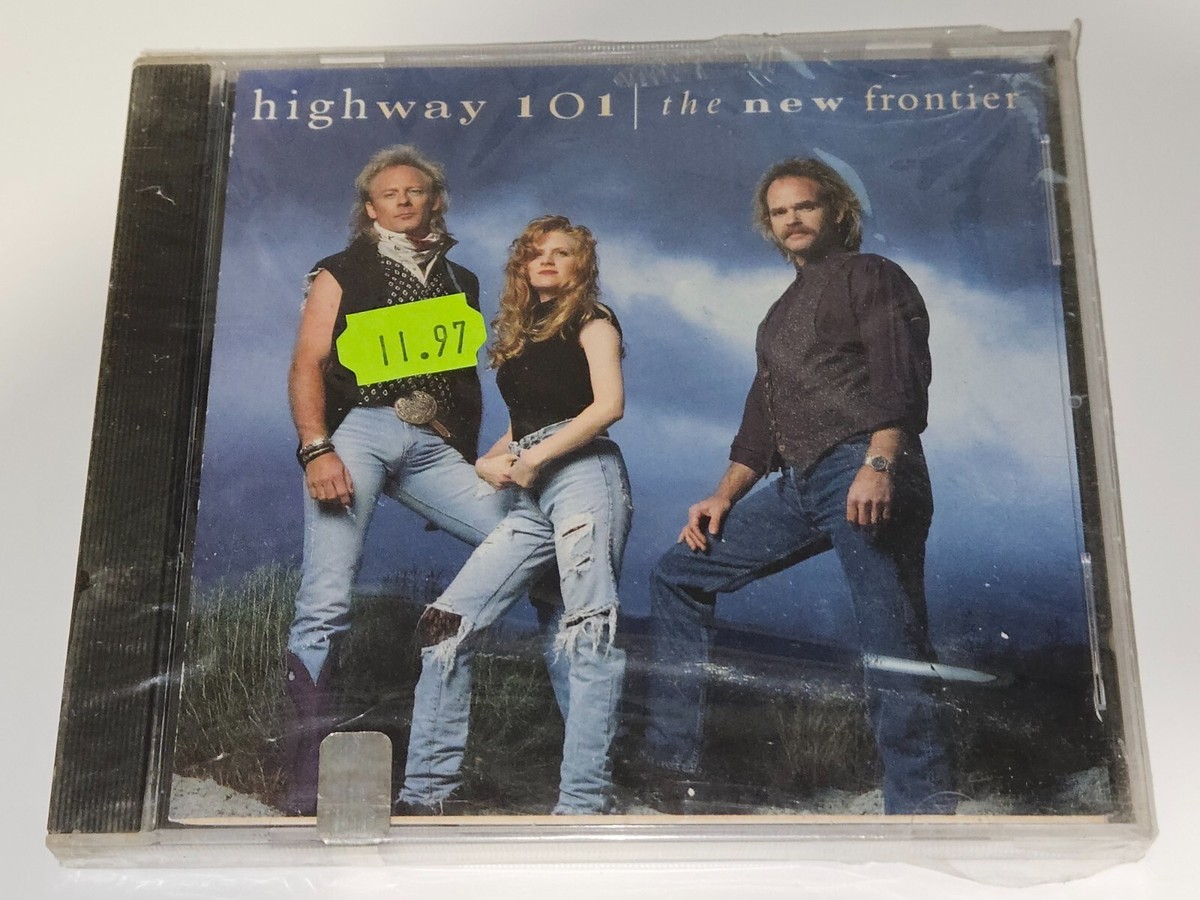 highway 101 | the new frontier
11.97